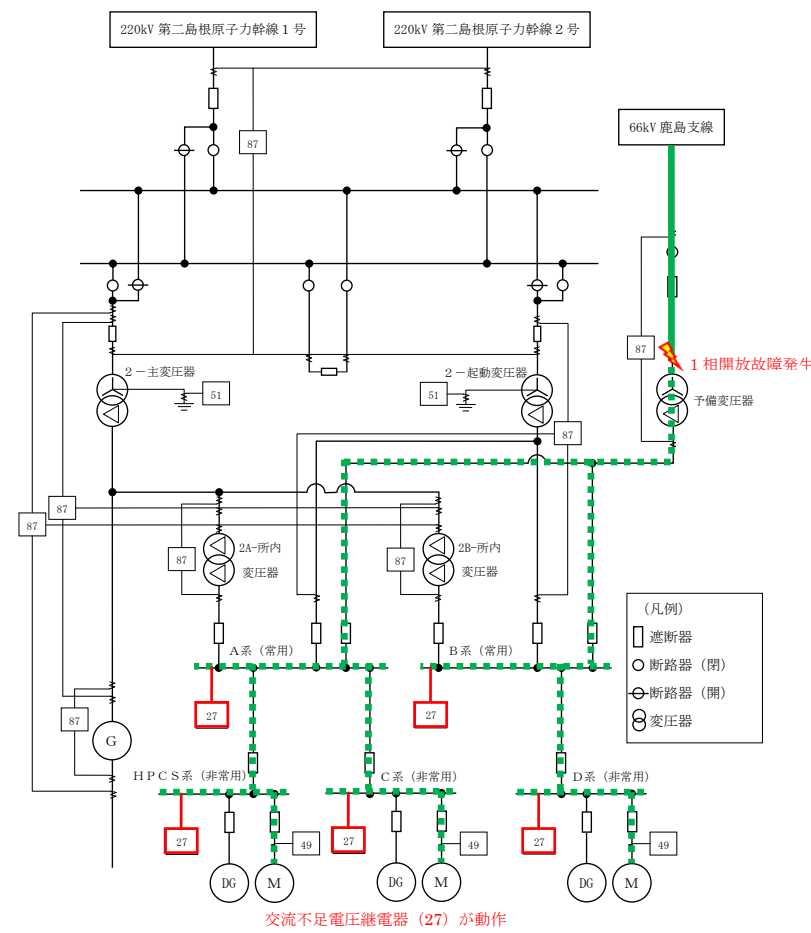 220kV 第二島根原子力幹線1号
220kV 第二島根原子力幹線2号
66kV 鹿島支線
87
87
1相開放故障発生
2－主変圧器
51
2－起動変圧器
51
予備変圧器
87
87
87
87
2A-所内
変圧器
87
2B-所内
変圧器
(凡例)
遮断器
断路器（閉）
断路器（開）
変圧器
A系（常用）
B系（常用）
27
27
87
G
HPCS系（非常用）
C系（非常用）
D系（非常用）
27
27
27
49
49
49
DG
M
DG
M
DG
M
交流不足電圧継電器（27）が動作